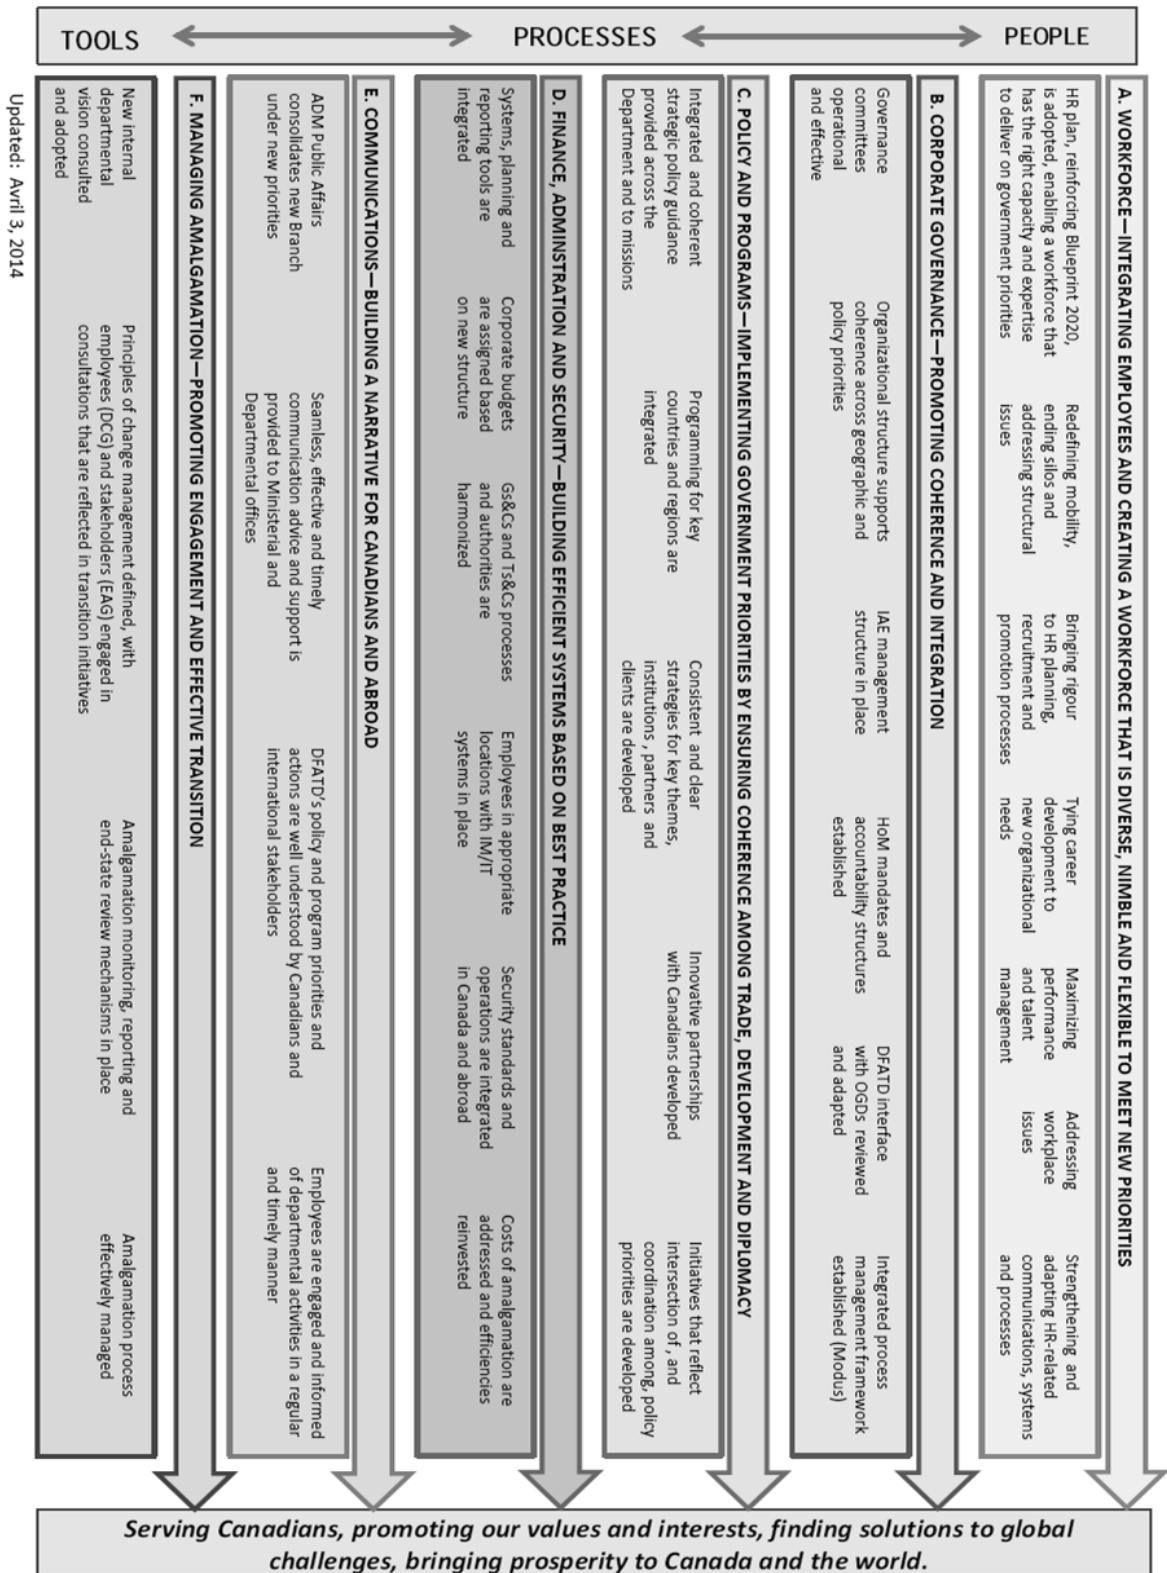 TOOLS
PROCESSES
PEOPLE
A. WORKFORCE—INTEGRATING EMPLOYEES AND CREATING A WORKFORCE THAT IS DIVERSE, NIMBLE AND FLEXIBLE TO MEET NEW PRIORITIES
HR plan, reinforcing Blueprint 2020,
is adopted, enabling a workforce that
has the right capacity and expertise
to deliver on government priorities
Redefining mobility,
ending silos and
addressing structural
issues
Bringing rigour
to HR planning,
recruitment and
promotion processes
Tying career
development to
new organizational
needs
Maximizing
performance
and talent
management
Addressing
workplace
issues
Strengthening and
adapting HR-related
communications, systems
and processes
B. CORPORATE GOVERNANCE—PROMOTING COHERENCE AND INTEGRATION
Governance
committees
operational
and effective
Organizational structure supports
coherence across geographic and
policy priorities
IAE management
structure in place
HoM mandates and
accountability structures
established
DFATD interface
with OGDs reviewed
and adapted
Integrated process
management framework
established (Modus)
C. POLICY AND PROGRAMS—IMPLEMENTING GOVERNMENT PRIORITIES BY ENSURING COHERENCE AMONG TRADE, DEVELOPMENT AND DIPLOMACY
Integrated and coherent
strategic policy guidance
provided across the
Department and to missions
Programming for key
countries and regions are
integrated
Consistent and clear
strategies for key themes,
institutions , partners and
clients are developed
Innovative partnerships
with Canadians developed
Initiatives that reflect
intersection of , and
coordination among, policy
priorities are developed
D. FINANCE, ADMINSTRATION AND SECURITY—BUILDING EFFICIENT SYSTEMS BASED ON BEST PRACTICE
Systems, planning and
reporting tools are
integrated
Corporate budgets
are assigned based
on new structure
Gs&Cs and Ts&Cs processes
and authorities are
harmonized
Employees in appropriate
locations with IM/IT
systems in place
Security standards and
operations are integrated
in Canada and abroad
Costs of amalgamation are
addressed and efficiencies
reinvested
E. COMMUNICATIONS—BUILDING A NARRATIVE FOR CANADIANS AND ABROAD
ADM Public Affairs
consolidates new Branch
under new priorities
Seamless, effective and timely
communication advice and support is
provided to Ministerial and
Departmental offices
DFATD's policy and program priorities and
actions are well understood by Canadians and
international stakeholders
Employees are engaged and informed
of departmental activities in a regular
and timely manner
F. MANAGING AMALGAMATION—PROMOTING ENGAGEMENT AND EFFECTIVE TRANSITION
New internal
departmental
vision consulted
and adopted
Principles of change management defined, with
employees (DCG) and stakeholders (EAG) engaged in
consultations that are reflected in transition initiatives
Amalgamation monitoring, reporting and
end-state review mechanisms in place
Amalgamation process
effectively managed
Updated: Avril 3, 2014
Serving Canadians, promoting our values and interests, finding solutions to global
challenges, bringing prosperity to Canada and the world.